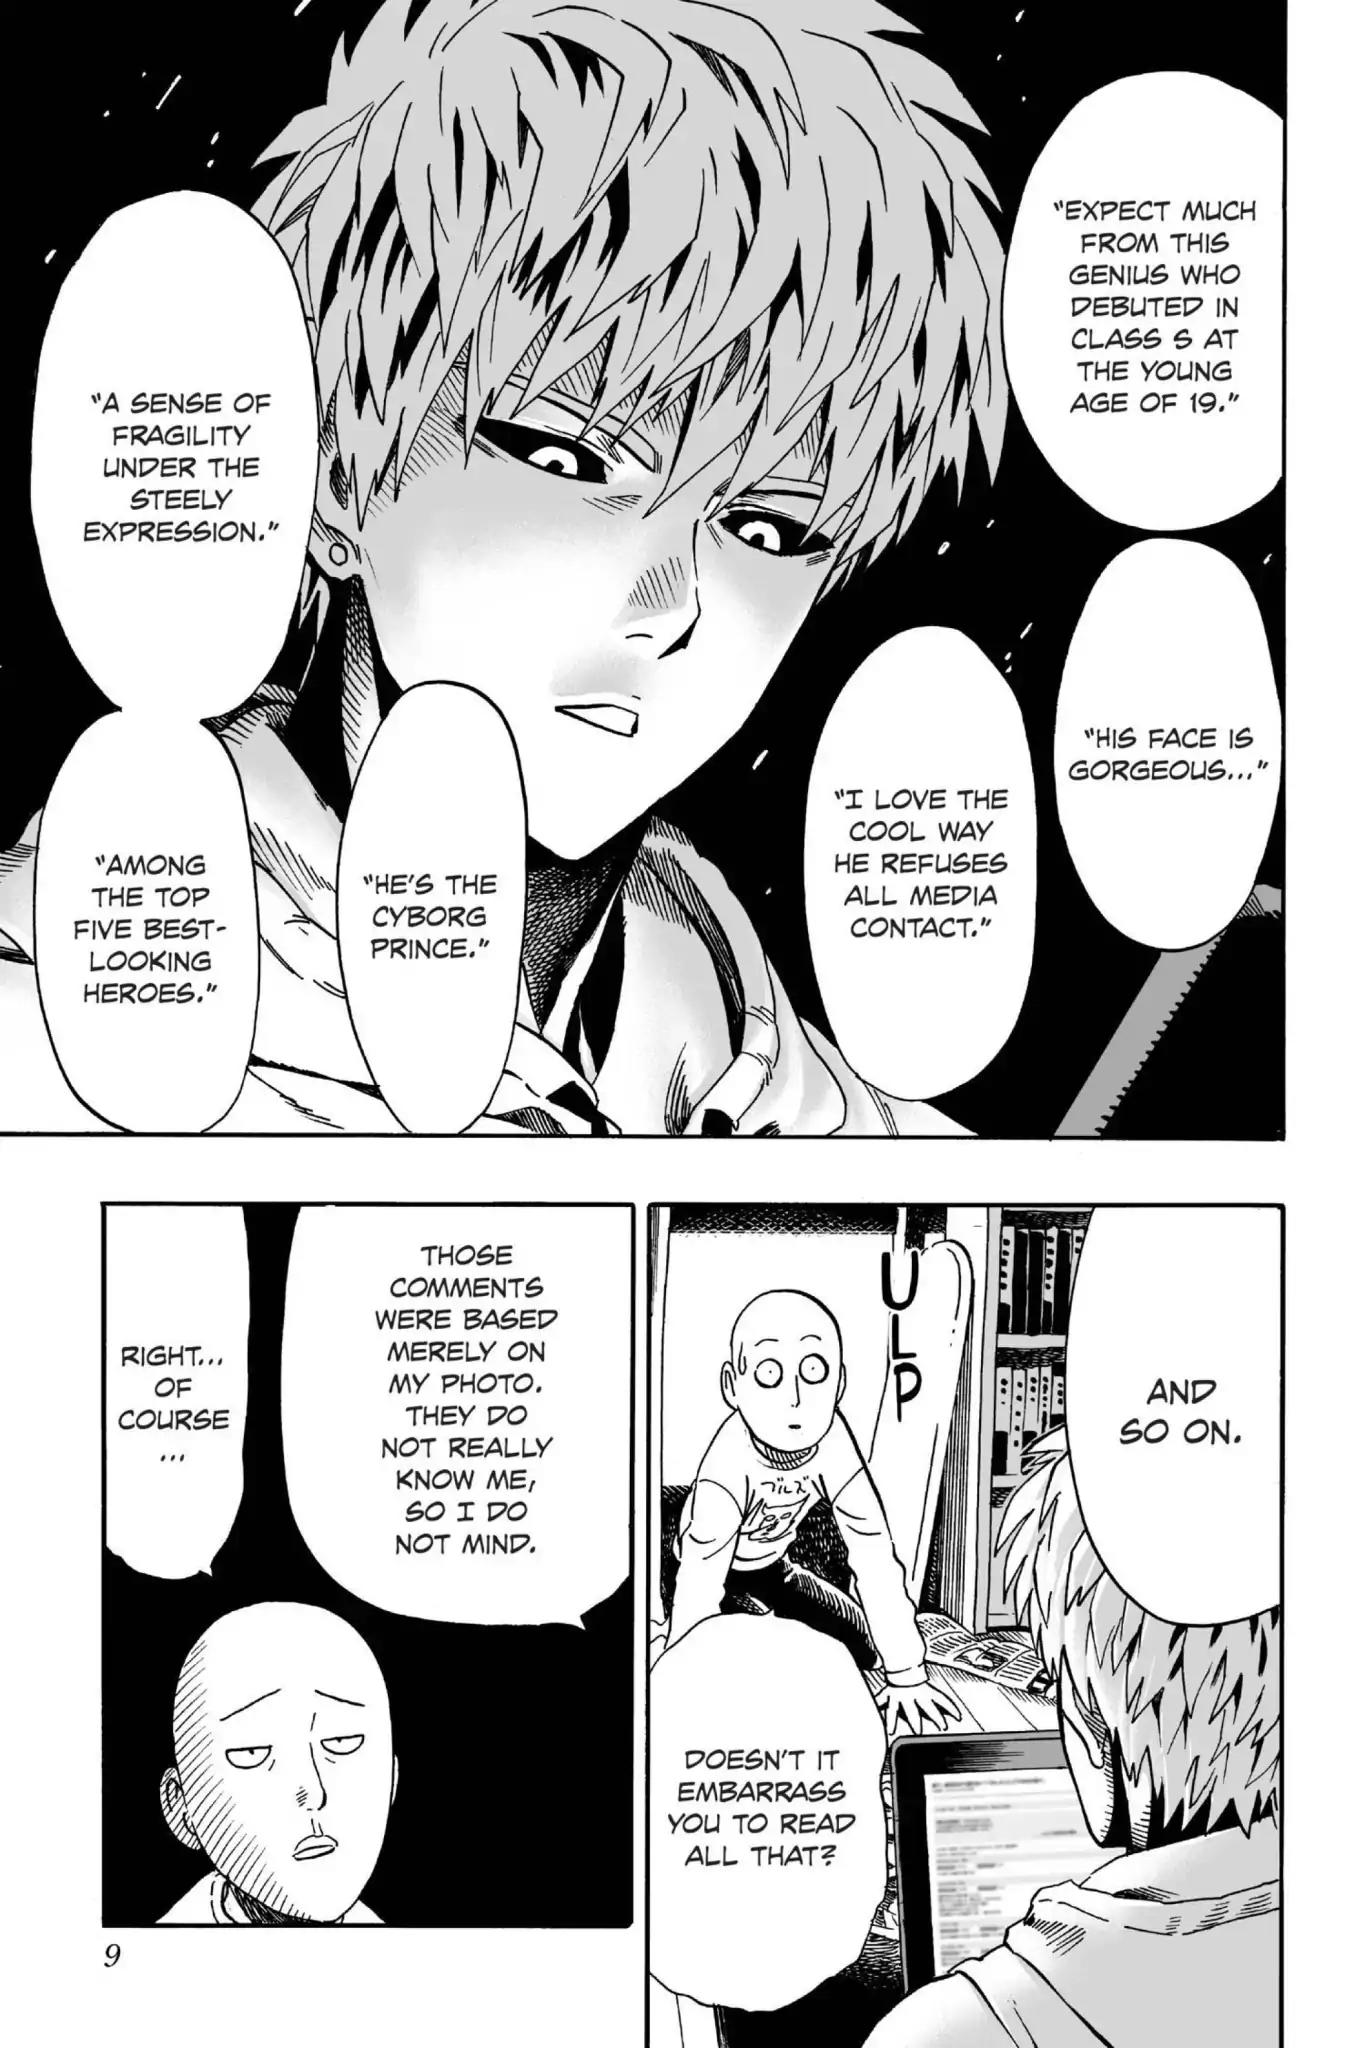 "EXPECT MUCH
FROM THIS
GENIUS WHO
DEBUTED IN
CLASS S AT
THE YOUNG
AGE OF 19."
"HIS FACE IS
GORGEOUS..."
"I LOVE THE
COOL WAY
HE REFUSES
ALL MEDIA
CONTACT."
"A SENSE OF
FRAGILITY
UNDER THE
STEELY
EXPRESSION."
"HE'S THE
CYBORG
PRINCE."
"AMONG
THE TOP
FIVE BEST-
LOOKING
HEROES."
AND
SO ON.
ULP
ブルズ
DOESN'T IT
EMBARRASS
YOU TO READ
ALL THAT?
THOSE
COMMENTS
WERE BASED
MERELY ON
MY PHOTO.
THEY DO
NOT REALLY
KNOW ME,
SO I DO
NOT MIND.
RIGHT...
OF
COURSE
...
9